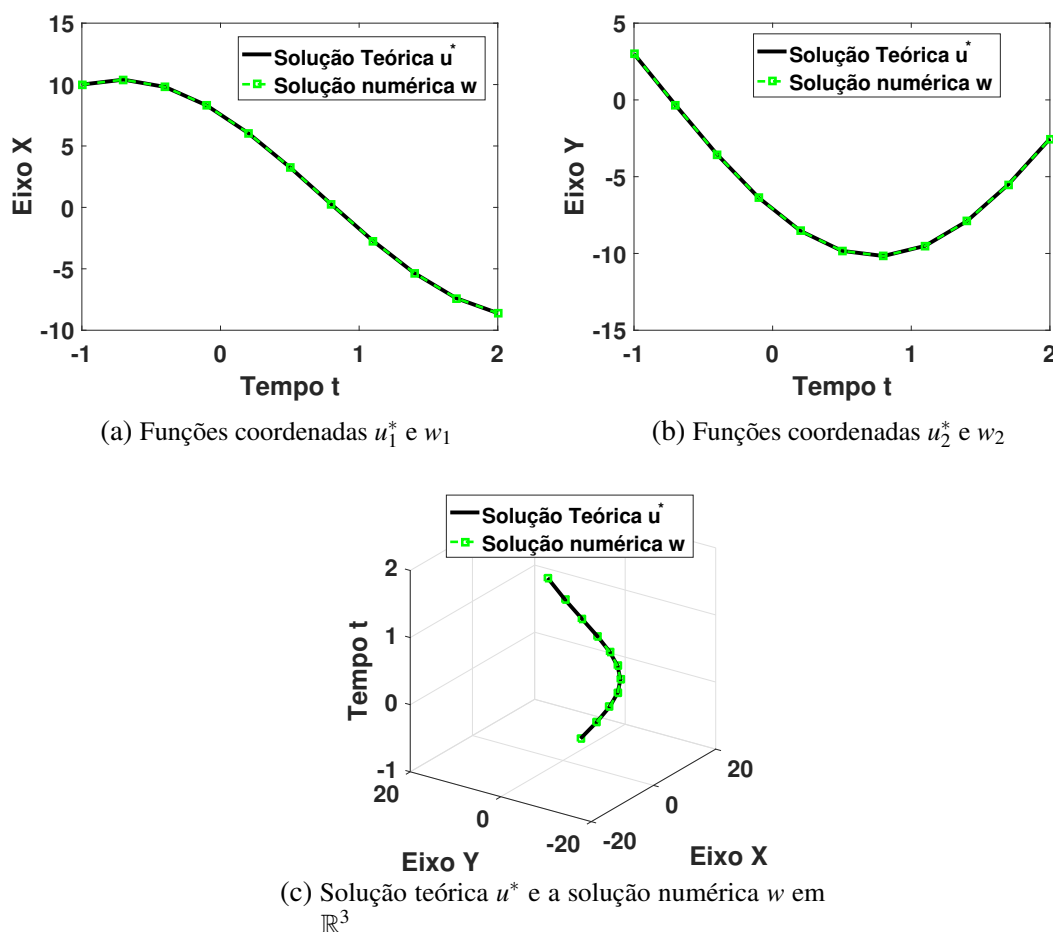 15
10
5
0
-5
-10
Eixo X
-1
0
1
2
Tempo t
Solução Teórica u*
Solução numérica w
(a) Funções coordenadas u₁* e w₁
5
0
-5
-10
-15
Eixo Y
-1
0
1
2
Tempo t
Solução Teórica u*
Solução numérica w
(b) Funções coordenadas u₂* e w₂
Solução Teórica u*
Solução numérica w
2
1
0
-1
Tempo t
20
0
-20
Eixo Y
-20
0
20
Eixo X
(c) Solução teórica u* e a solução numérica w em
ℝ³